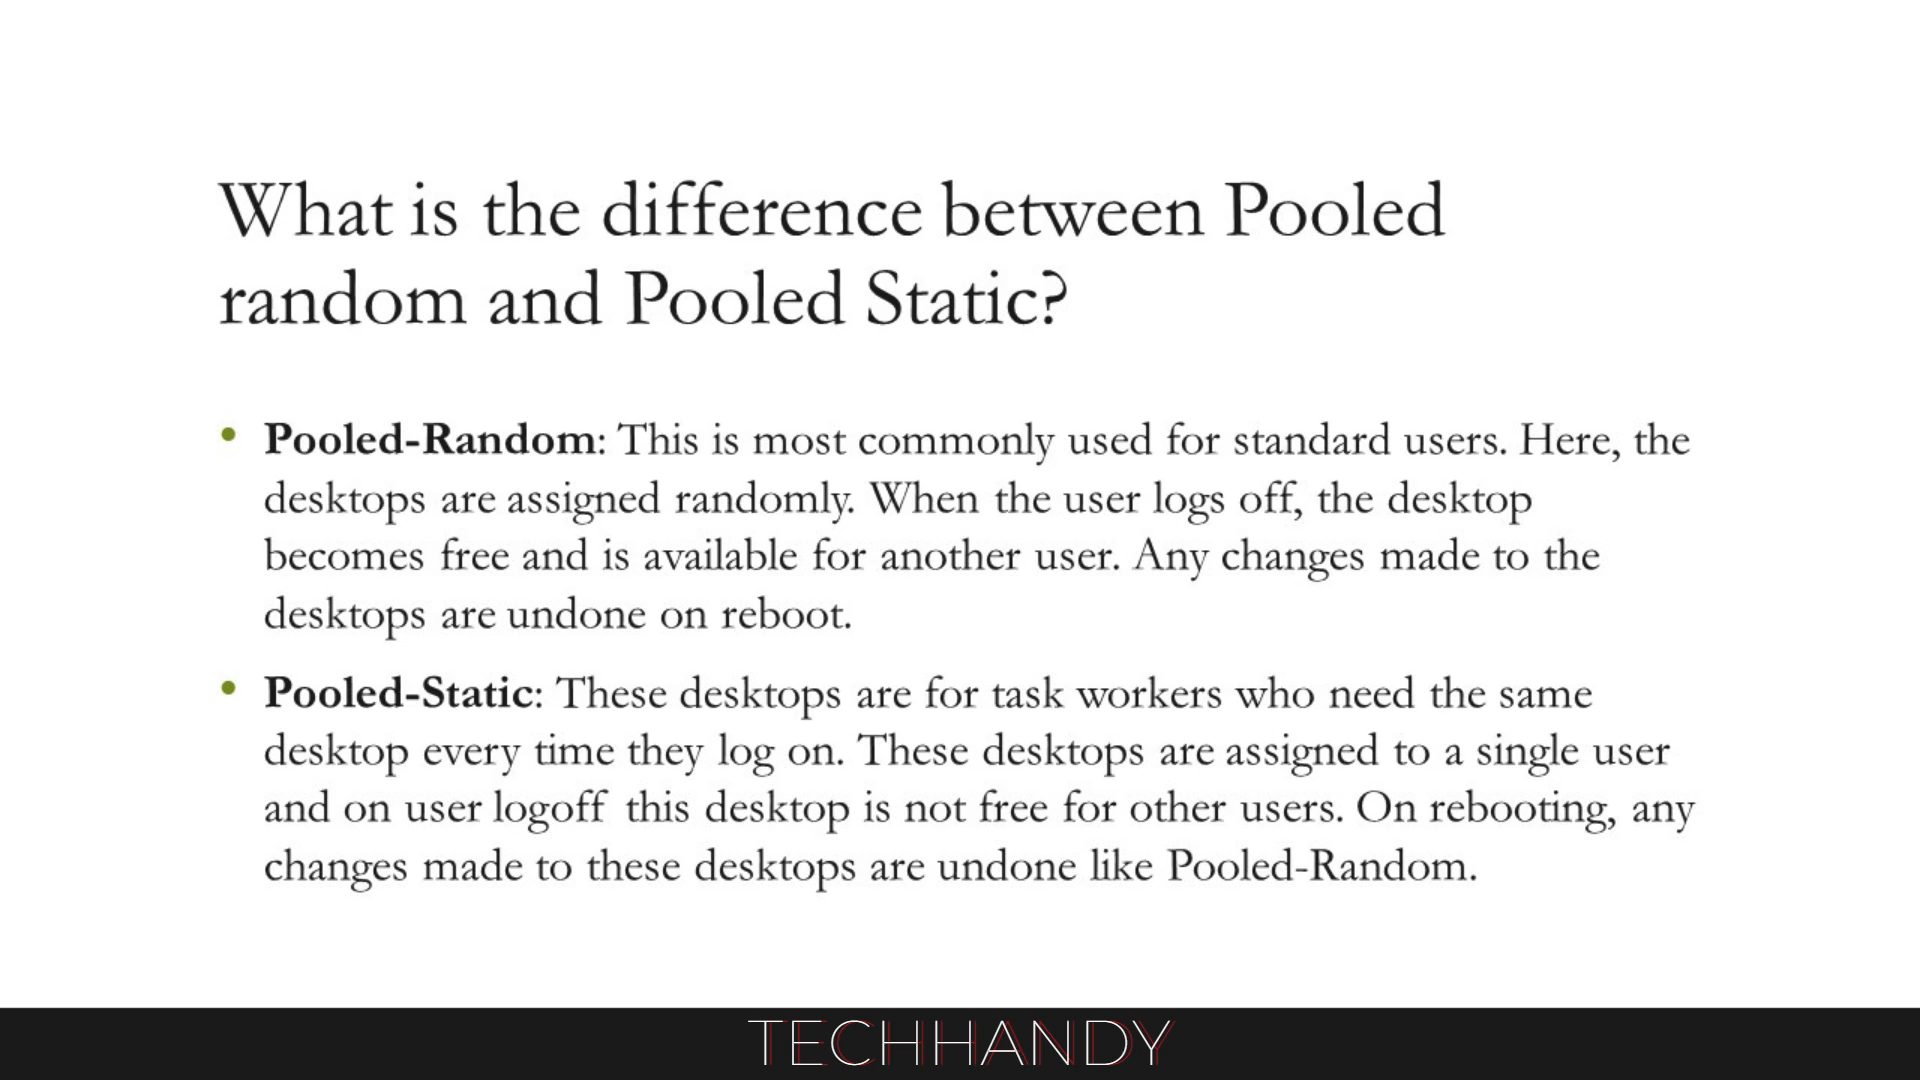 What is the difference between Pooled
random and Pooled Static?
• Pooled-Random: This is most commonly used for standard users. Here, the
desktops are assigned randomly. When the user logs off, the desktop
becomes free and is available for another user. Any changes made to the
desktops are undone on reboot.
• Pooled-Static: These desktops are for task workers who need the same
desktop every time they log on. These desktops are assigned to a single user
and on user logoff this desktop is not free for other users. On rebooting, any
changes made to these desktops are undone like Pooled-Random.
TECHHANDY